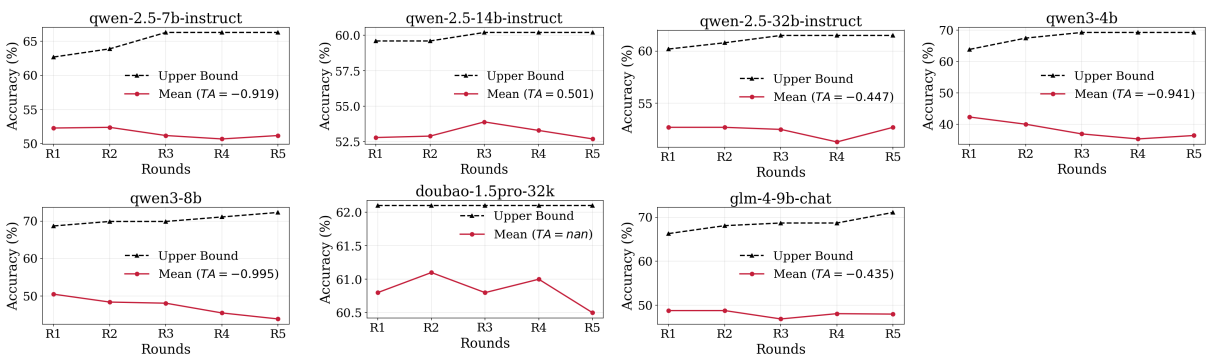 qwen-2.5-7b-instruct
Accuracy (%)
65
60
55
50
Upper Bound
Mean (TA = −0.919)
R1 R2 R3 R4 R5
Rounds
qwen-2.5-14b-instruct
Accuracy (%)
60.0
57.5
55.0
52.5
Upper Bound
Mean (TA = 0.501)
R1 R2 R3 R4 R5
Rounds
qwen-2.5-32b-instruct
Accuracy (%)
60
55
Upper Bound
Mean (TA = −0.447)
R1 R2 R3 R4 R5
Rounds
qwen3-4b
Accuracy (%)
70
60
50
40
Upper Bound
Mean (TA = −0.941)
R1 R2 R3 R4 R5
Rounds
qwen3-8b
Accuracy (%)
70
60
50
Upper Bound
Mean (TA = −0.995)
R1 R2 R3 R4 R5
Rounds
doubao-1.5pro-32k
Accuracy (%)
62.0
61.5
61.0
60.5
Upper Bound
Mean (TA = nan)
R1 R2 R3 R4 R5
Rounds
glm-4-9b-chat
Accuracy (%)
70
60
50
Upper Bound
Mean (TA = −0.435)
R1 R2 R3 R4 R5
Rounds